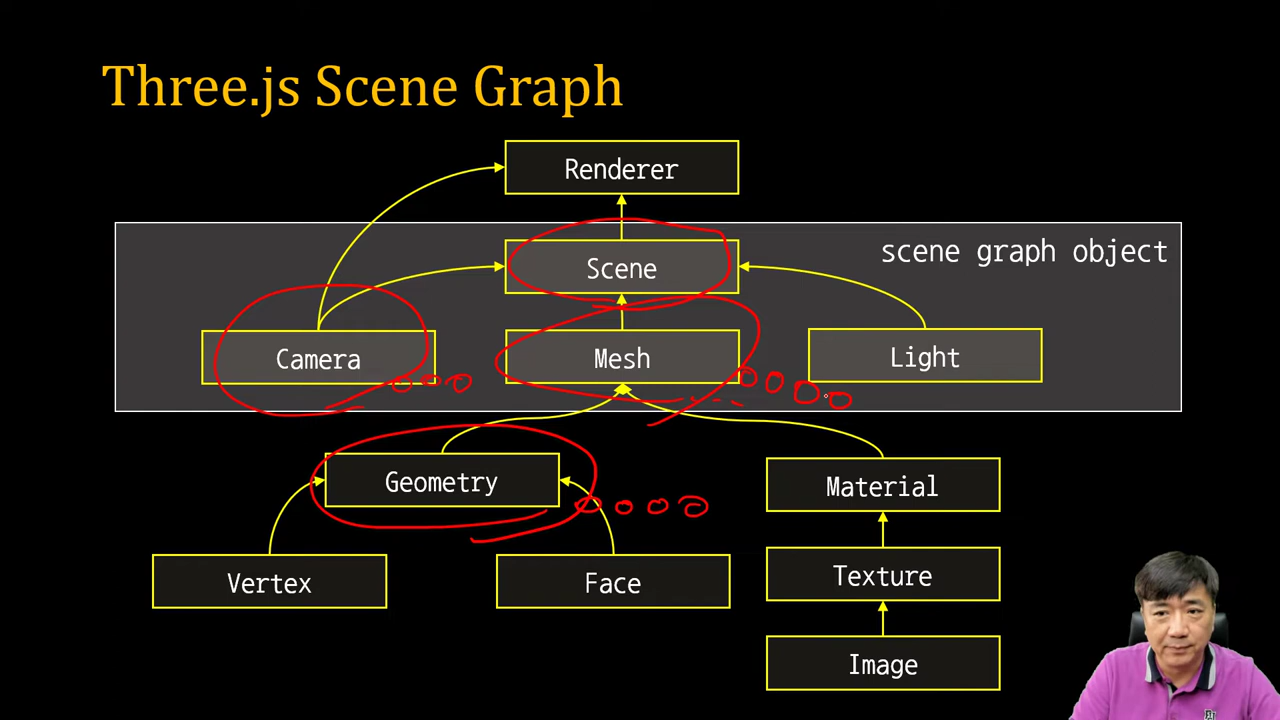 Three.js Scene Graph
Renderer
scene graph object
Scene
Camera
Mesh
Light
Geometry
Material
Vertex
Face
Texture
Image